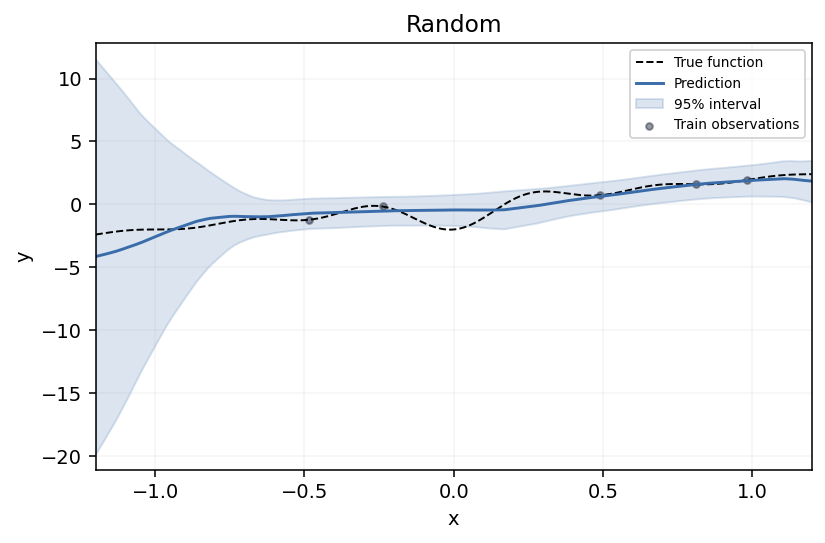 Random
True function
Prediction
95% interval
Train observations
10
5
0
−5
−10
−15
−20
y
−1.0 −0.5 0.0 0.5 1.0
x